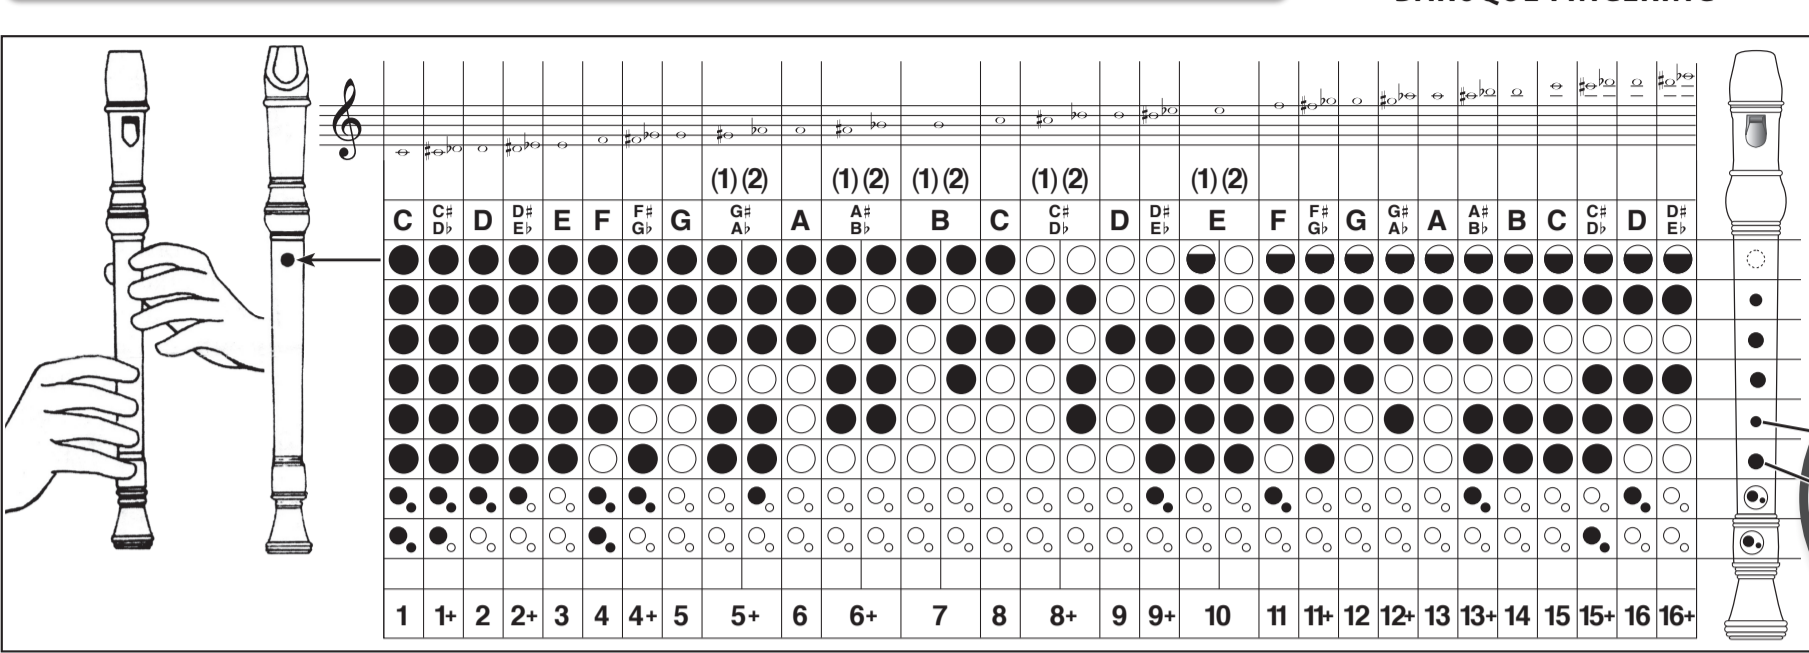 BAROQUE FINGERING
(1) (2) (1) (2) (1) (2) (1) (2) (1) (2)
C C♯ D D♯ E F F♯ G G♯ A A♯ B C C♯ D D♯ E F F♯ G G♯ A A♯ B C C♯ D D♯
D♭ E♭ G♭ A♭ B♭ D♭ E♭ G♭ A♭ B♭ D♭ E♭
1 1+ 2 2+ 3 4 4+ 5 5+ 6 6+ 7 8 8+ 9 9+ 10 11 11+ 12 12+ 13 13+ 14 15 15+ 16 16+